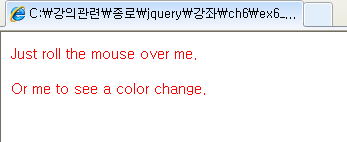 C:₩강의관련₩종로₩jquery₩강좌₩ch6₩ex6_...
Just roll the mouse over me.
Or me to see a color change.